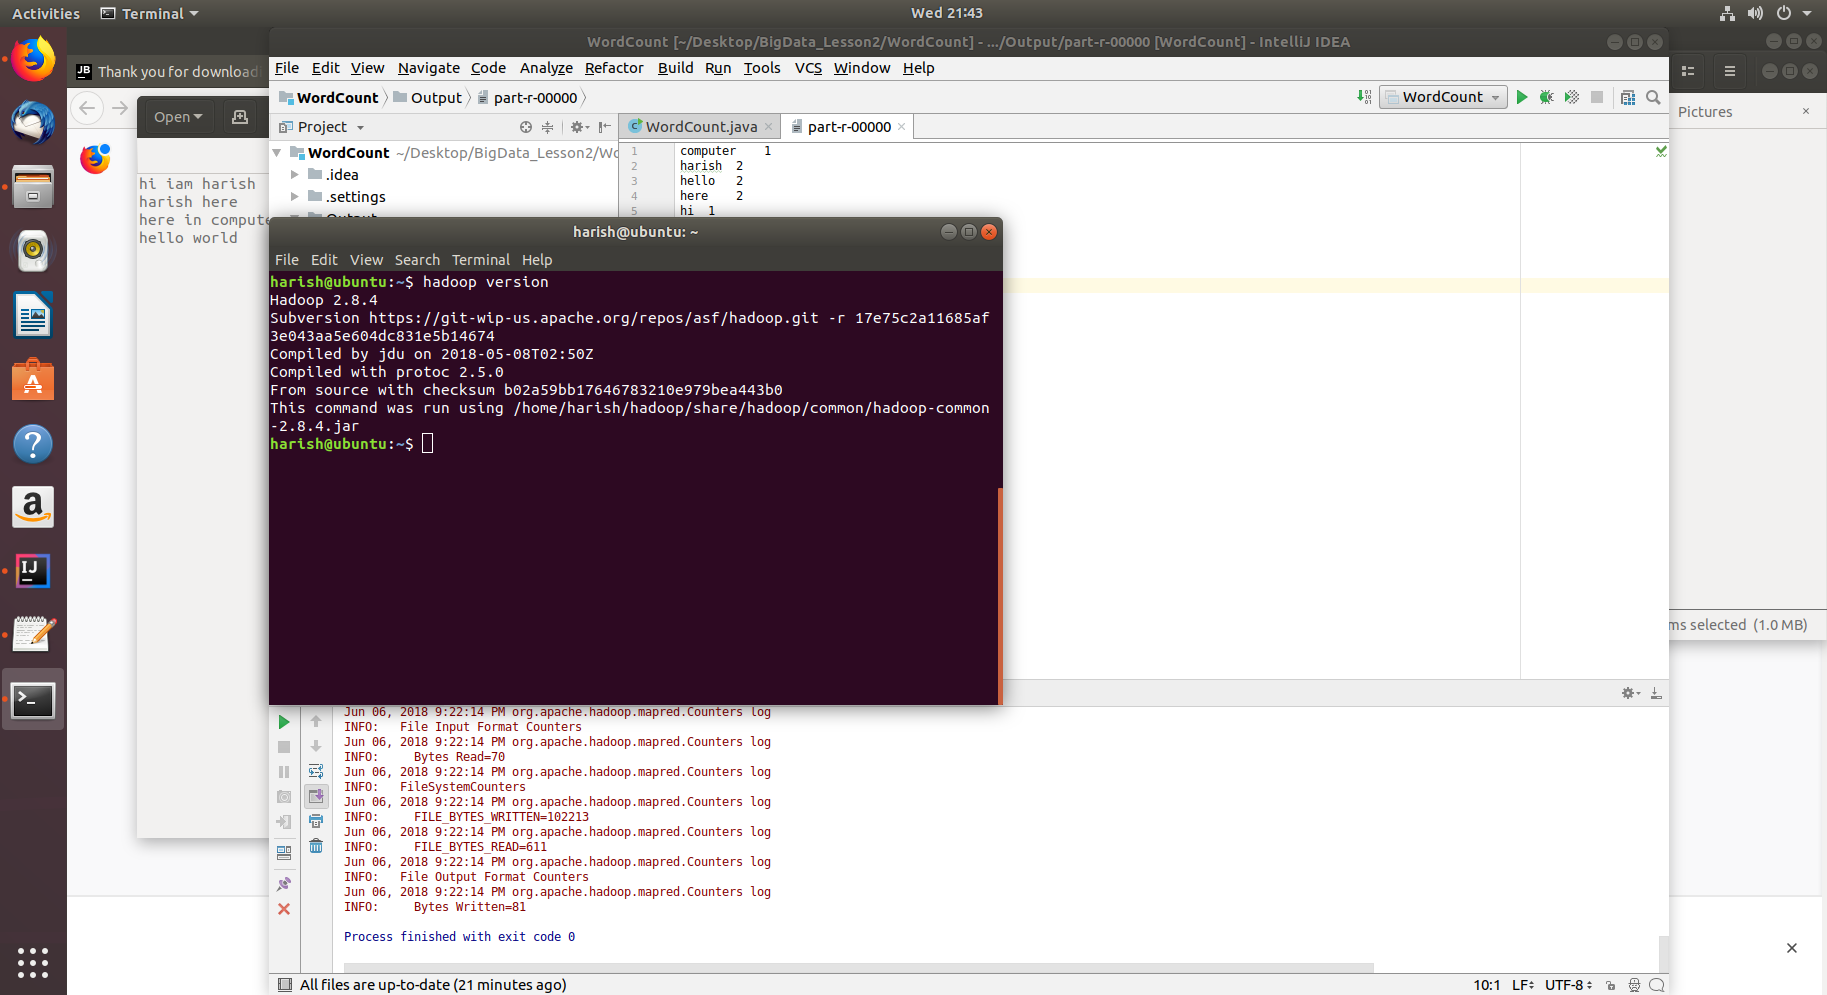 Activities Terminal Wed 21:43
WordCount [~/Desktop/BigData_Lesson2/WordCount] - .../Output/part-r-00000 [WordCount] - IntelliJ IDEA
JB Thank you for downloadi
File Edit View Navigate Code Analyze Refactor Build Run Tools VCS Window Help
WordCount Output part-r-00000 WordCount
Open
Pictures
Project
WordCount.java part-r-00000
WordCount ~/Desktop/BigData_Lesson2/Wo
.idea
.settings
Output
1 computer 1
2 harish 2
3 hello 2
4 here 2
5 hi 1
hi iam harish
harish here
here in compute
hello world
harish@ubuntu: ~
File Edit View Search Terminal Help
harish@ubuntu:~$ hadoop version
Hadoop 2.8.4
Subversion https://git-wip-us.apache.org/repos/asf/hadoop.git -r 17e75c2a11685af
3e043aa5e604dc831e5b14674
Compiled by jdu on 2018-05-08T02:50Z
Compiled with protoc 2.5.0
From source with checksum b02a59bb17646783210e979bea443b0
This command was run using /home/harish/hadoop/share/hadoop/common/hadoop-common
-2.8.4.jar
harish@ubuntu:~$
ms selected (1.0 MB)
Jun 06, 2018 9:22:14 PM org.apache.hadoop.mapred.Counters log
INFO: File Input Format Counters
Jun 06, 2018 9:22:14 PM org.apache.hadoop.mapred.Counters log
INFO: Bytes Read=70
Jun 06, 2018 9:22:14 PM org.apache.hadoop.mapred.Counters log
INFO: FileSystemCounters
Jun 06, 2018 9:22:14 PM org.apache.hadoop.mapred.Counters log
INFO: FILE_BYTES_WRITTEN=102213
Jun 06, 2018 9:22:14 PM org.apache.hadoop.mapred.Counters log
INFO: FILE_BYTES_READ=611
Jun 06, 2018 9:22:14 PM org.apache.hadoop.mapred.Counters log
INFO: File Output Format Counters
Jun 06, 2018 9:22:14 PM org.apache.hadoop.mapred.Counters log
INFO: Bytes Written=81
Process finished with exit code 0
All files are up-to-date (21 minutes ago) 10:1 LF UTF-8